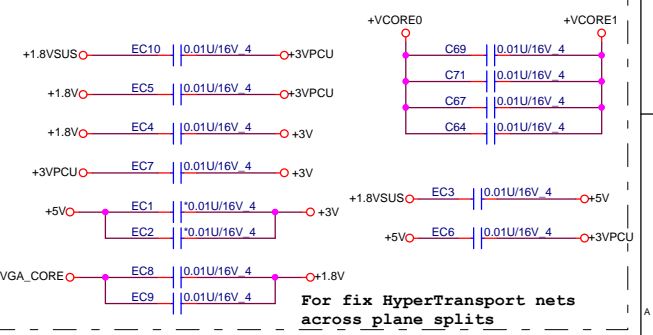 +VCORE0 +VCORE1
+1.8VSUS EC10 0.01U/16V_4 +3VPCU
C69 0.01U/16V_4
C71 0.01U/16V_4
+1.8V EC5 0.01U/16V_4 +3VPCU
C67 0.01U/16V_4
+1.8V EC4 0.01U/16V_4 +3V
C64 0.01U/16V_4
+3VPCU EC7 0.01U/16V_4 +3V
+1.8VSUS EC3 0.01U/16V_4 +5V
+5V EC1 *0.01U/16V_4 +3V
EC2 *0.01U/16V_4
+5V EC6 0.01U/16V_4 +3VPCU
VGA_CORE EC8 0.01U/16V_4 +1.8V
EC9 0.01U/16V_4
For fix HyperTransport nets
across plane splits
A